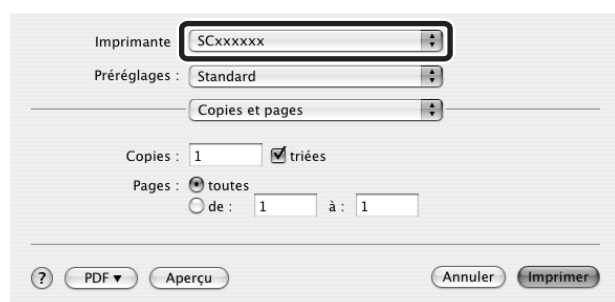 Imprimante SCxxxxxx
Préréglages : Standard
Copies et pages
Copies : 1 triées
Pages : toutes
de : 1 à : 1
? PDF▼ Aperçu Annuler Imprimer